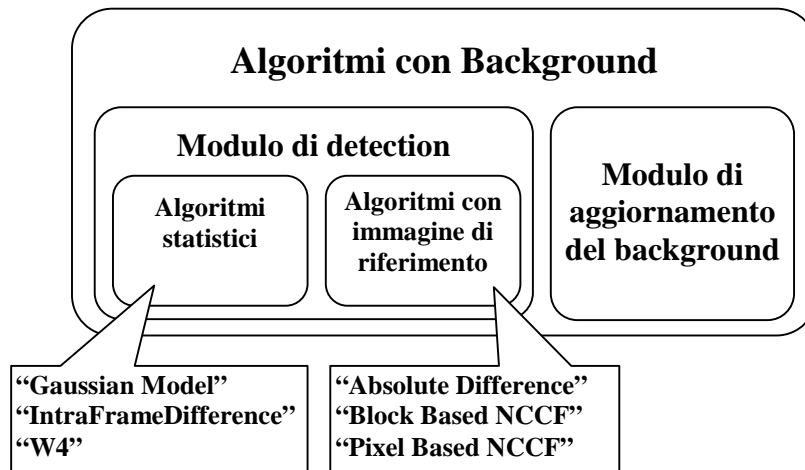 Algoritmi con Background
Modulo di detection
Algoritmi
statistici
Algoritmi con
immagine di
riferimento
Modulo di
aggiornamento
del background
“Gaussian Model”
“IntraFrameDifference”
“W4”
“Absolute Difference”
“Block Based NCCF”
“Pixel Based NCCF”